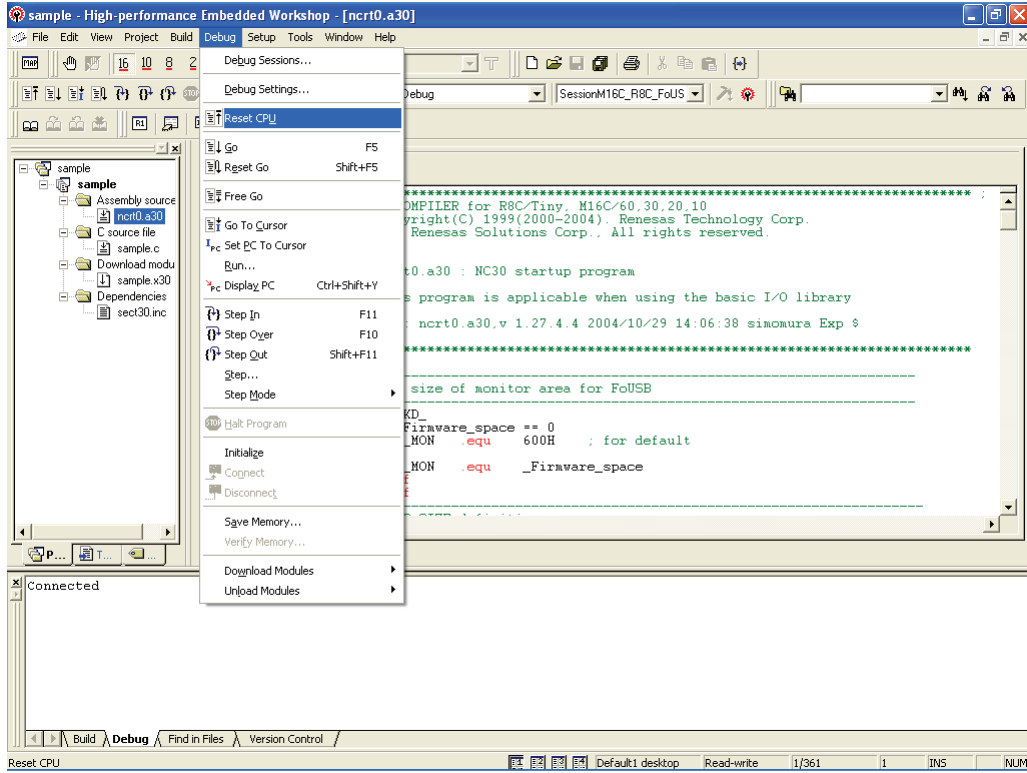 sample - High-performance Embedded Workshop - [ncrt0.a30]
File Edit View Project Build Debug Setup Tools Window Help
MAP 16 10 8 2
STOP Debug SessionM16C_R8C_FoUS
R1
Debug Sessions...
Debug Settings...
Reset CPU
Go F5
Reset Go Shift+F5
Free Go
Go To Cursor
Set PC To Cursor
Run...
Display PC Ctrl+Shift+Y
Step In F11
Step Over F10
Step Out Shift+F11
Step...
Step Mode
Halt Program
Initialize
Connect
Disconnect
Save Memory...
Verify Memory...
Download Modules
Unload Modules
sample
sample
Assembly source
ncrt0.a30
C source file
sample.c
Download modu
sample.x30
Dependencies
sect30.inc
P... T... ...
******************************************************************** ;
OMPILER for R8C/Tiny, M16C/60,30,20,10
yright(C) 1999(2000-2004). Renesas Technology Corp.
Renesas Solutions Corp., All rights reserved.
t0.a30 : NC30 startup program
s program is applicable when using the basic I/O library
: ncrt0.a30,v 1.27.4.4 2004/10/29 14:06:38 simomura Exp $
********************************************************************
size of monitor area for FoUSB
KD_
Firmware_space == 0
_MON .equ 600H ; for default
_MON .equ _Firmware_space
f
f
Connected
Build Debug Find in Files Version Control
Reset CPU Default1 desktop Read-write 1/361 1 INS NUM